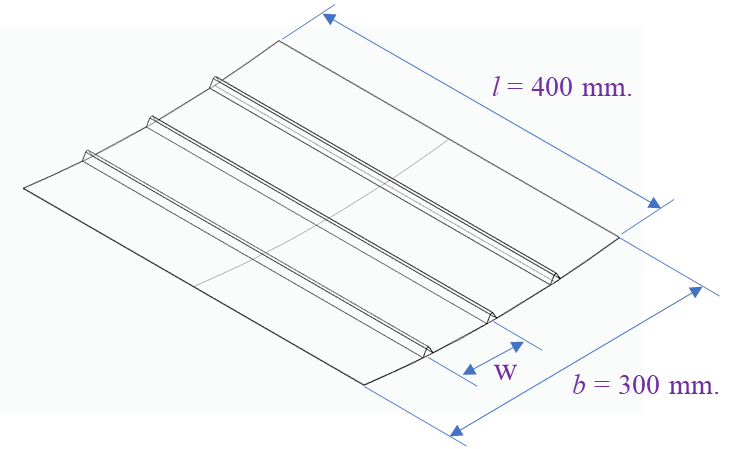 l = 400 mm.
w
b = 300 mm.